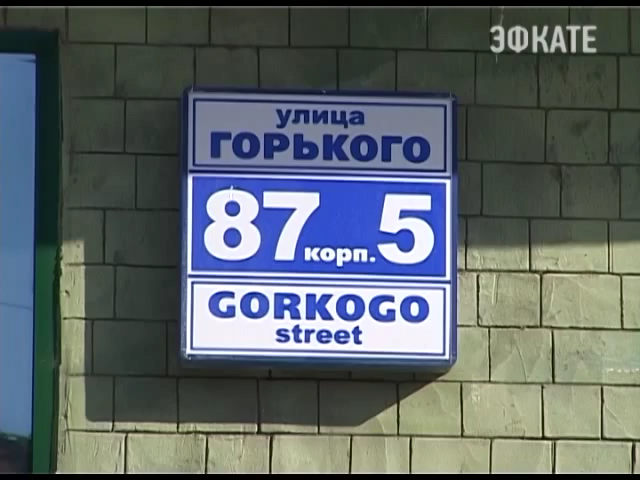 ЭФКАТЕ
улица
ГОРЬКОГО
87 корп. 5
GORKOGO
street